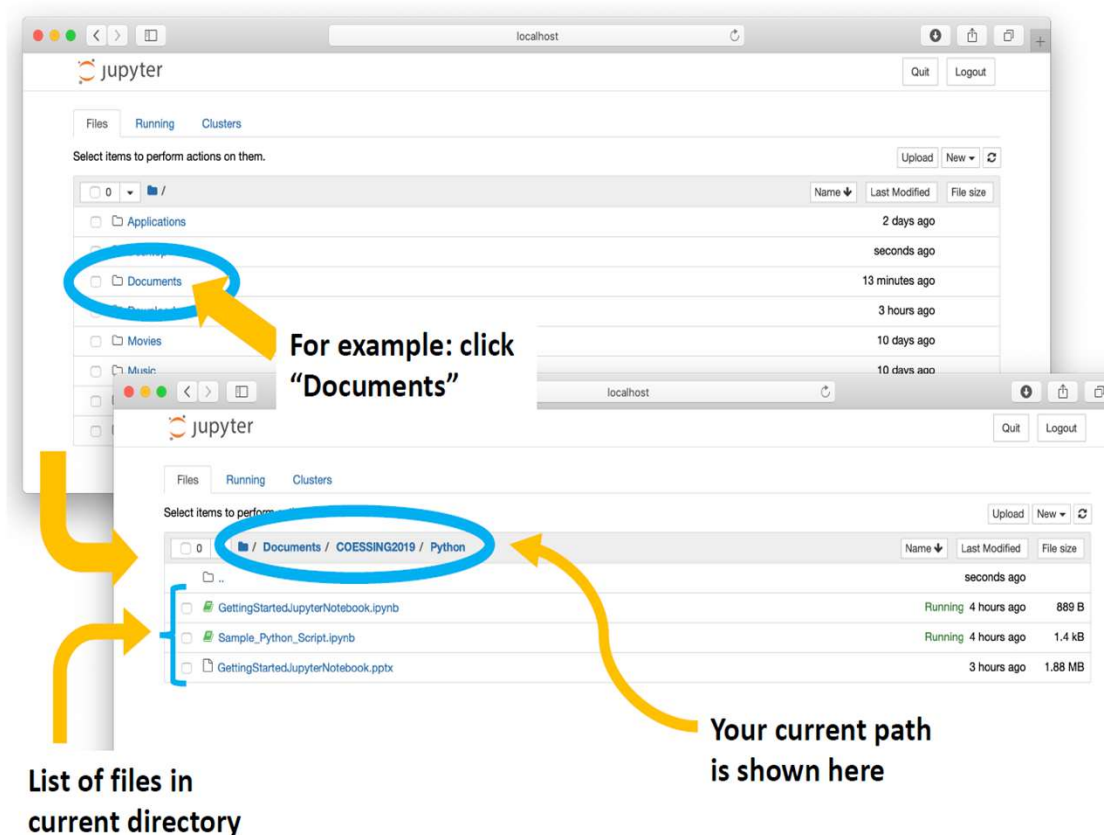 localhost
jupyter
Quit Logout
Files Running Clusters
Select items to perform actions on them.
Upload New
0 / Name Last Modified File size
Applications 2 days ago
seconds ago
Documents 13 minutes ago
3 hours ago
Movies 10 days ago
Music 10 days ago
For example: click
"Documents"
localhost
jupyter
Quit Logout
Files Running Clusters
Select items to perform
Upload New
0 / Documents / COESSING2019 / Python Name Last Modified File size
.. seconds ago
GettingStartedJupyterNotebook.ipynb Running 4 hours ago 889 B
Sample_Python_Script.ipynb Running 4 hours ago 1.4 kB
GettingStartedJupyterNotebook.pptx 3 hours ago 1.88 MB
Your current path
is shown here
List of files in
current directory